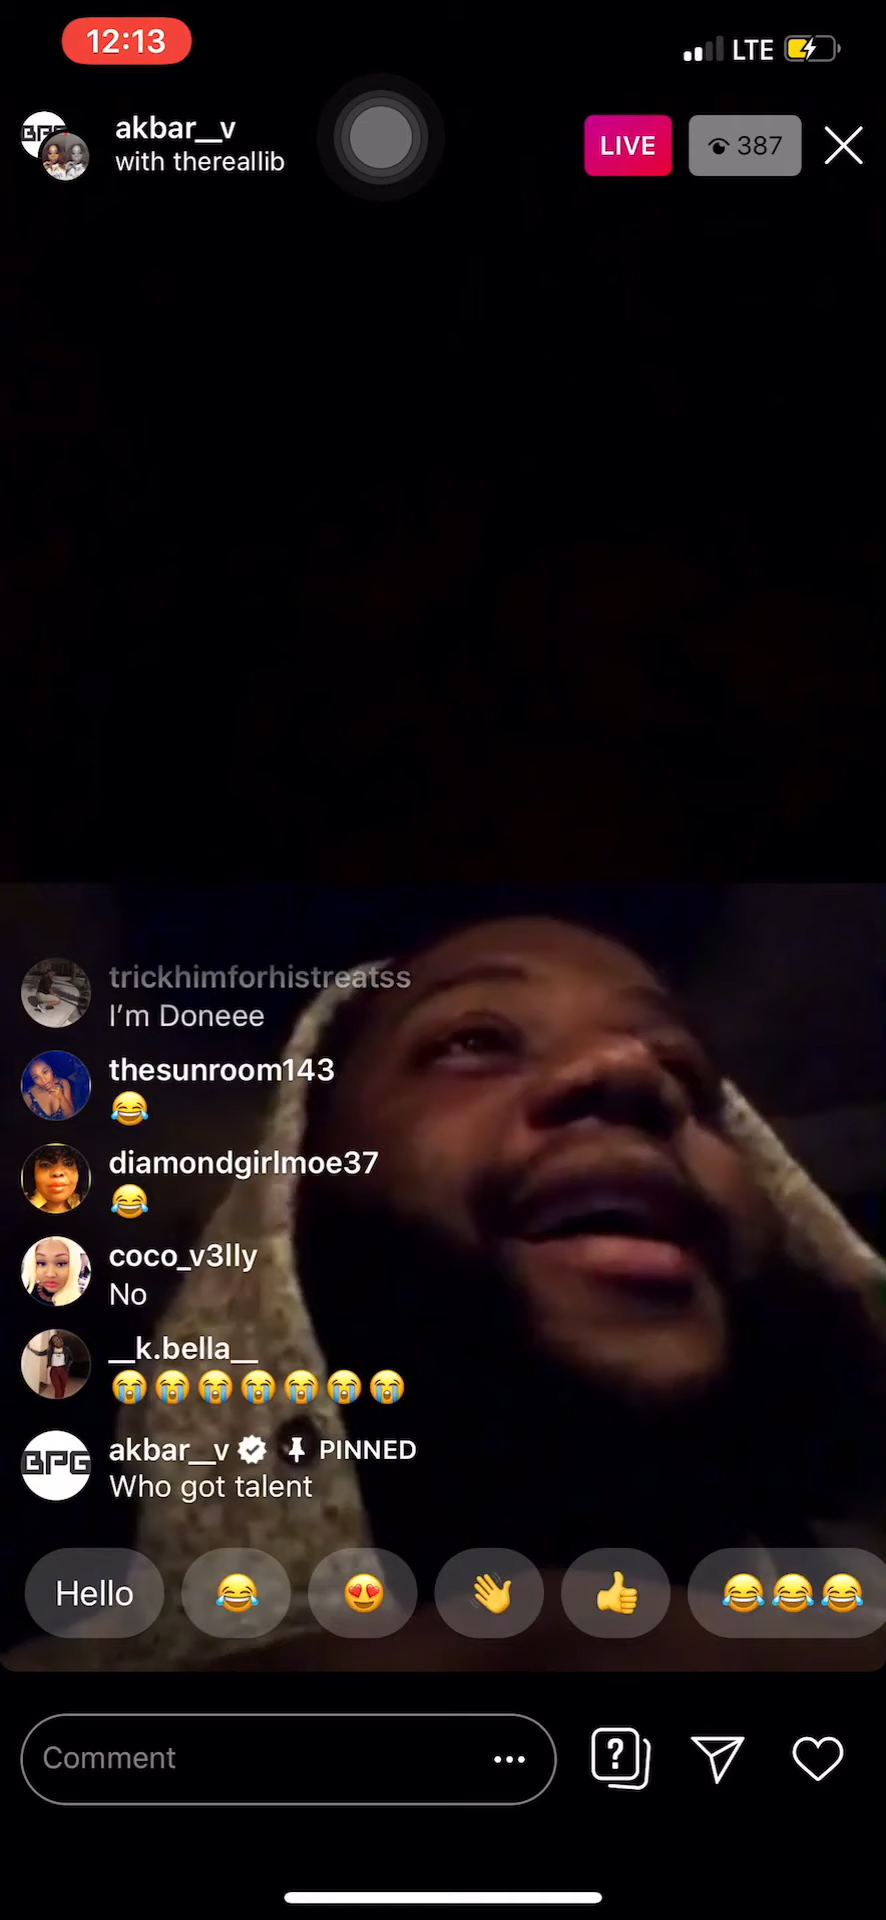 12:13
LTE
akbar__v
with thereallib
LIVE
387
trickhimforhistreatss
I'm Doneee
thesunroom143
😂
diamondgirlmoe37
😂
coco_v3lly
No
__k.bella__
😭😭😭😭😭😭😭
BPG
akbar__v PINNED
Who got talent
Hello 😂 😍 👋 👍 😂😂😂
Comment